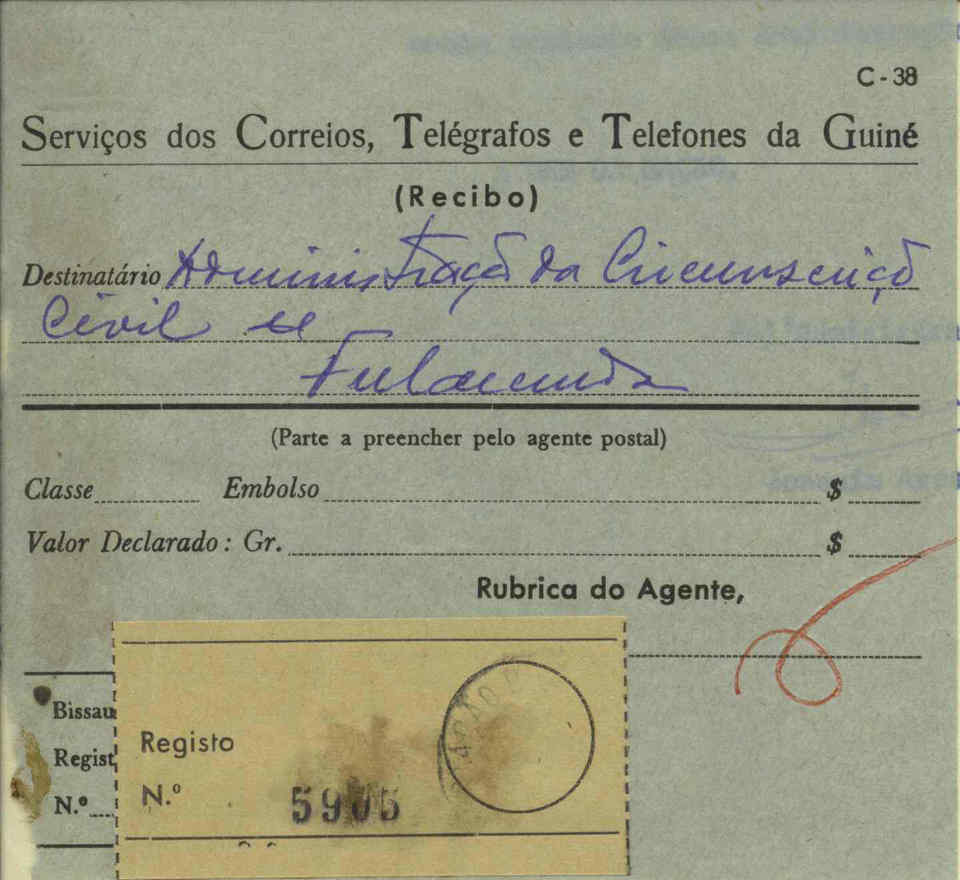 C-38
Serviços dos Correios, Telégrafos e Telefones da Guiné
(Recibo)
Destinatário Administração da Circunscrição
Civil de
Fulacunda
(Parte a preencher pelo agente postal)
Classe Embolso $
Valor Declarado: Gr. $
Rubrica do Agente,
Bissau
Regist
N.º
Registo
N.º 5905